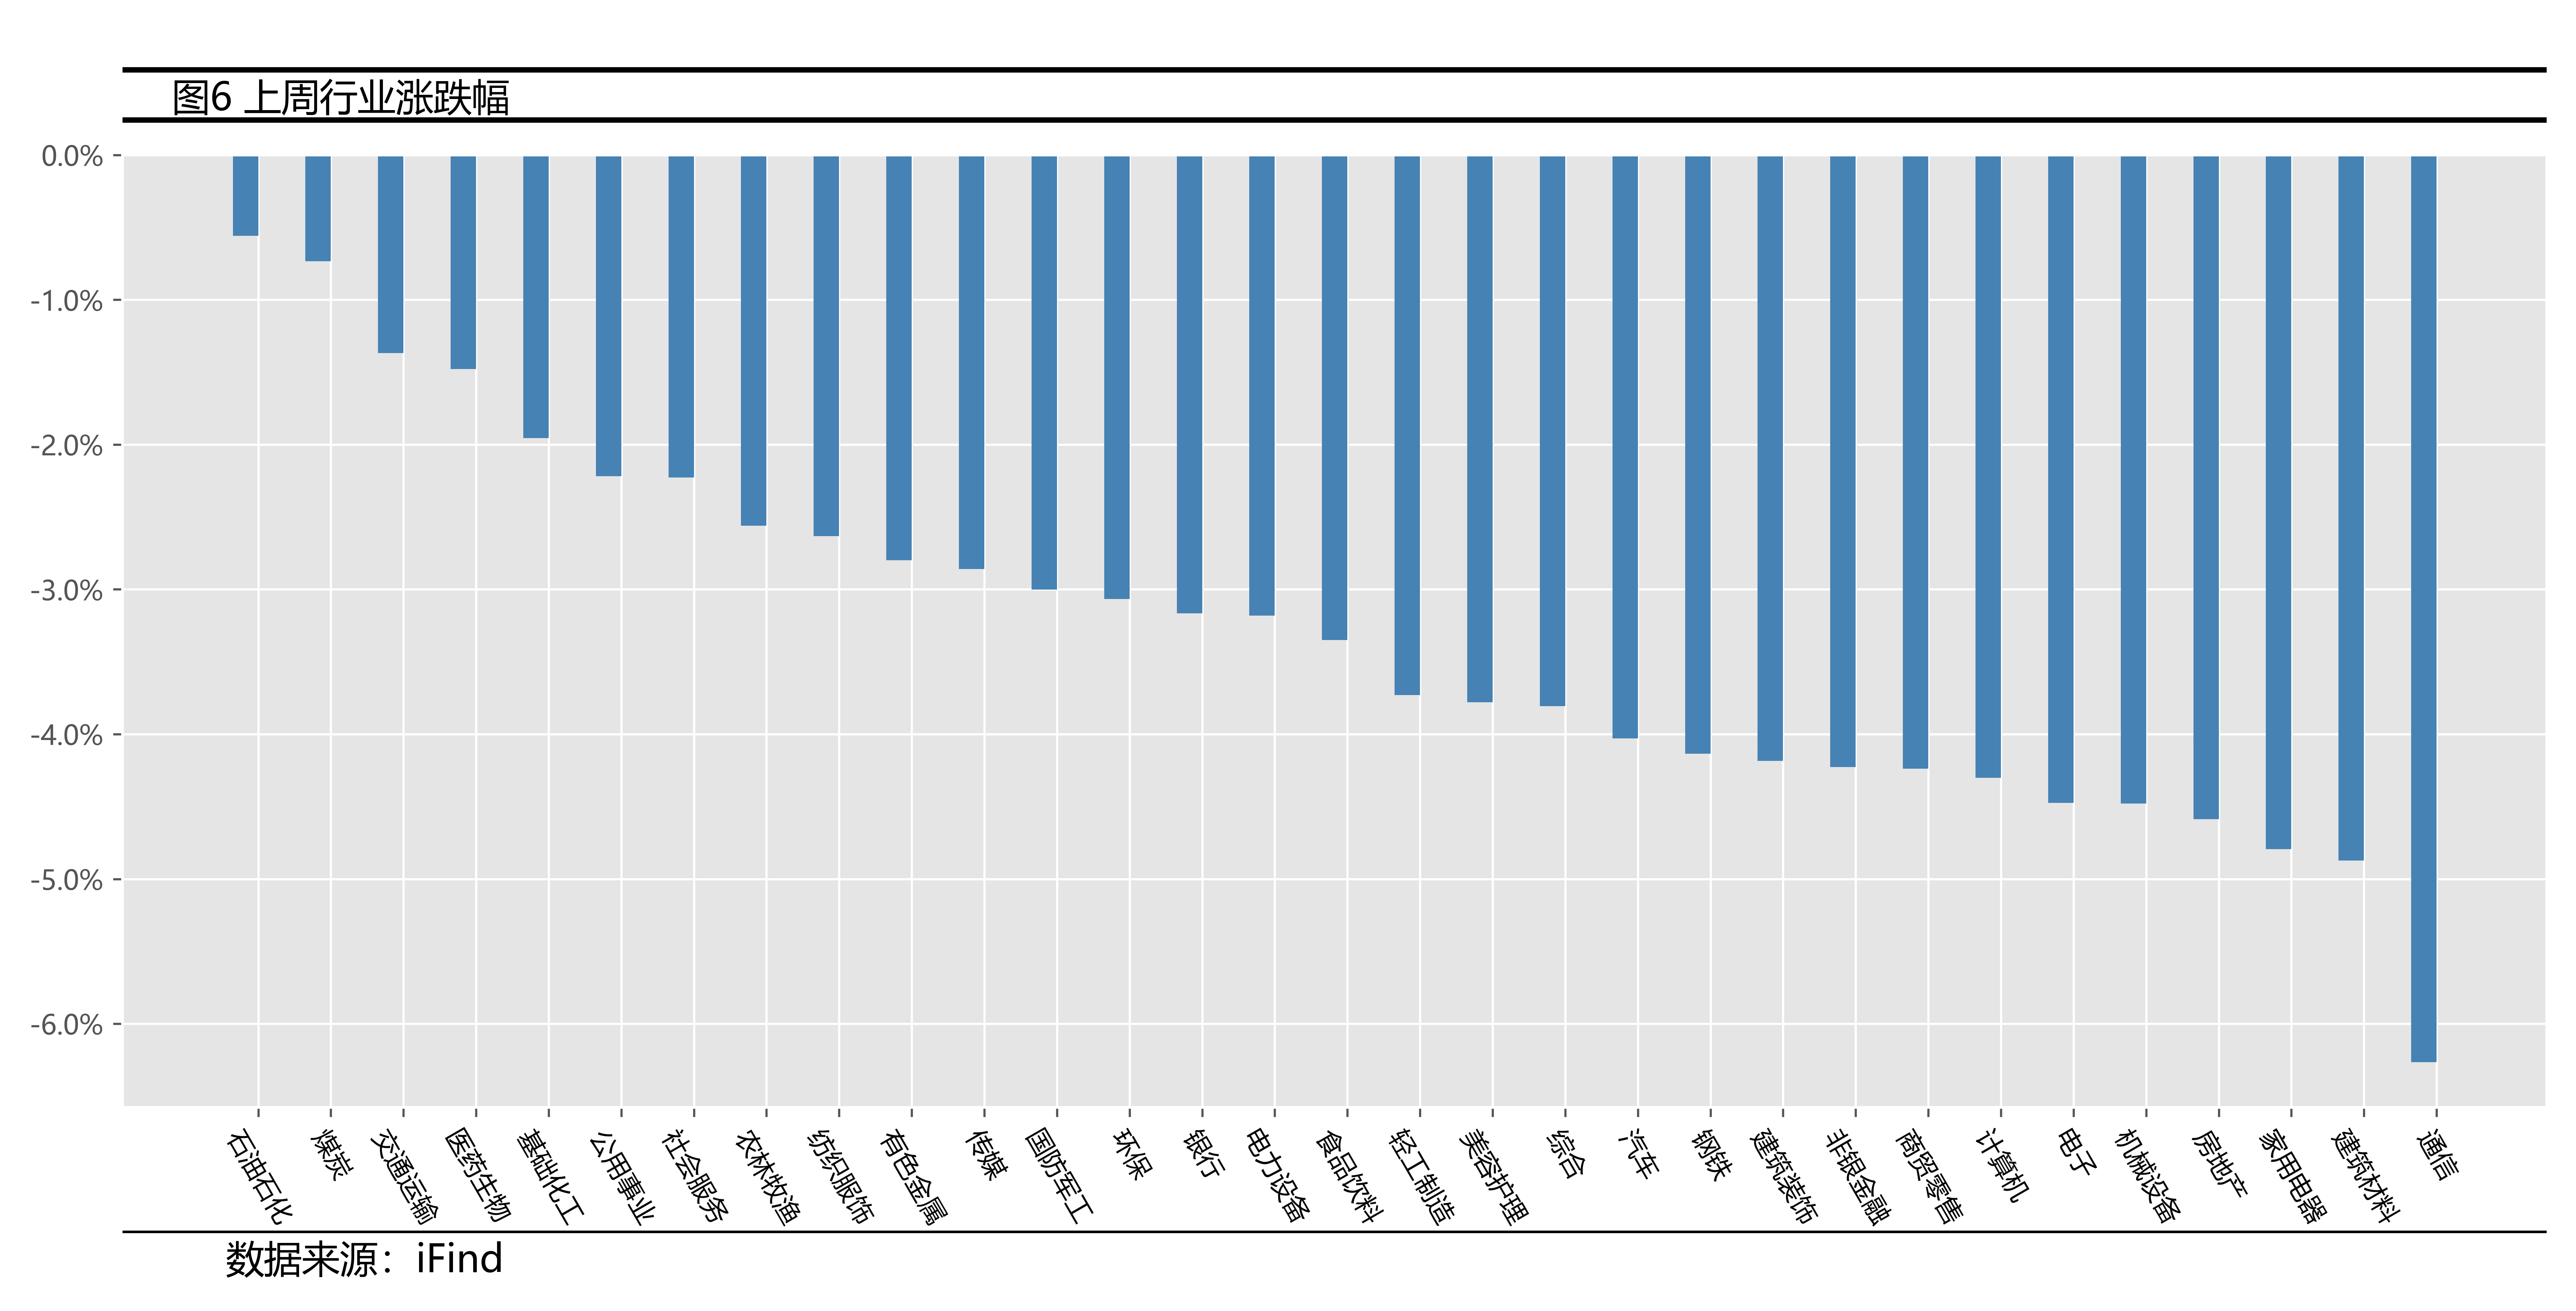 图6 上周行业涨跌幅
0.0%
-1.0%
-2.0%
-3.0%
-4.0%
-5.0%
-6.0%
石油石化
煤炭
交通运输
医药生物
基础化工
公用事业
社会服务
农林牧渔
纺织服饰
有色金属
传媒
国防军工
环保
银行
电力设备
食品饮料
轻工制造
美容护理
综合
汽车
钢铁
建筑装饰
非银金融
商贸零售
计算机
电子
机械设备
房地产
家用电器
建筑材料
通信
数据来源：iFind